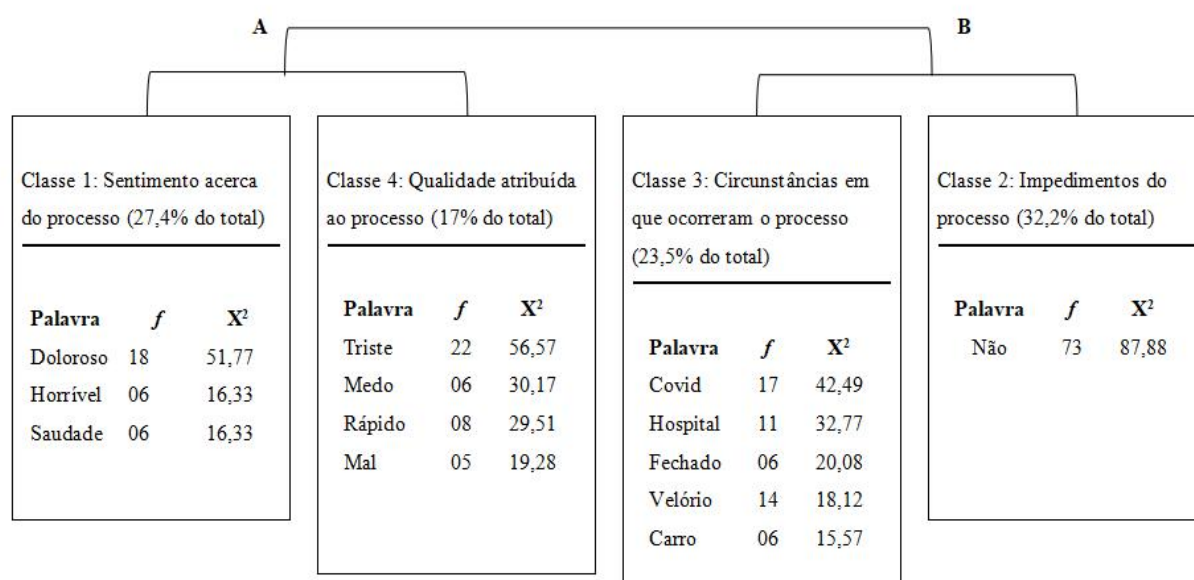 A
B
Classe 1: Sentimento acerca
do processo (27,4% do total)
Palavra f X²
Doloroso 18 51,77
Horrível 06 16,33
Saudade 06 16,33
Classe 4: Qualidade atribuída
ao processo (17% do total)
Palavra f X²
Triste 22 56,57
Medo 06 30,17
Rápido 08 29,51
Mal 05 19,28
Classe 3: Circunstâncias em
que ocorreram o processo
(23,5% do total)
Palavra f X²
Covid 17 42,49
Hospital 11 32,77
Fechado 06 20,08
Velório 14 18,12
Carro 06 15,57
Classe 2: Impedimentos do
processo (32,2% do total)
Palavra f X²
Não 73 87,88